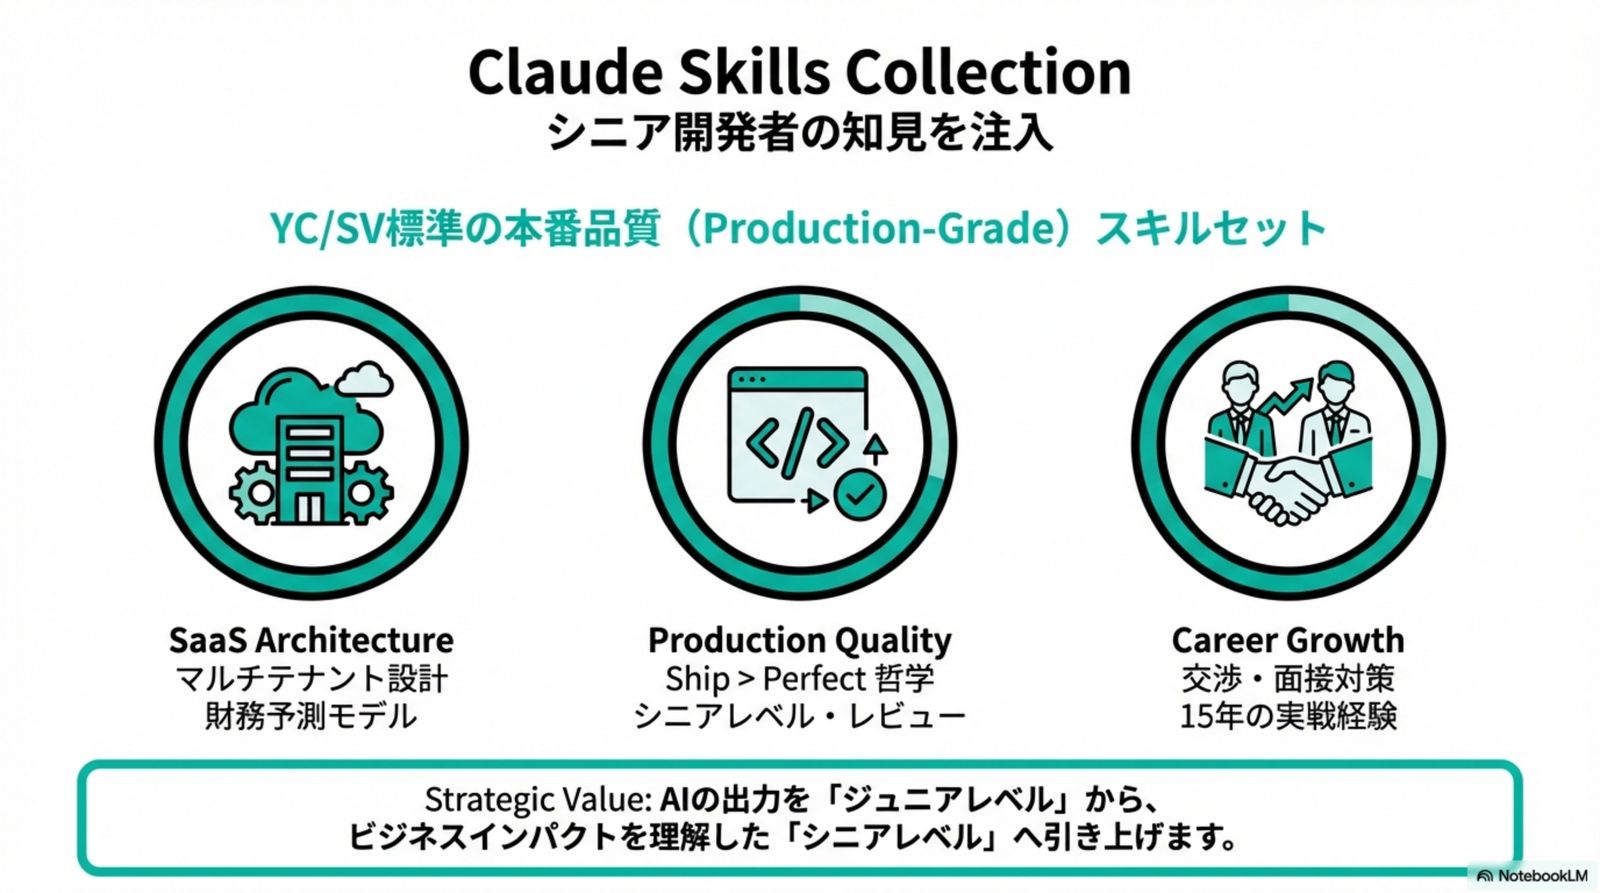 Claude Skills Collection
シニア開発者の知見を注入
YC/SV標準の本番品質（Production-Grade）スキルセット
SaaS Architecture
マルチテナント設計
財務予測モデル
Production Quality
Ship > Perfect 哲学
シニアレベル・レビュー
Career Growth
交渉・面接対策
15年の実戦経験
Strategic Value: AIの出力を「ジュニアレベル」から、
ビジネスインパクトを理解した「シニアレベル」へ引き上げます。
NotebookLM